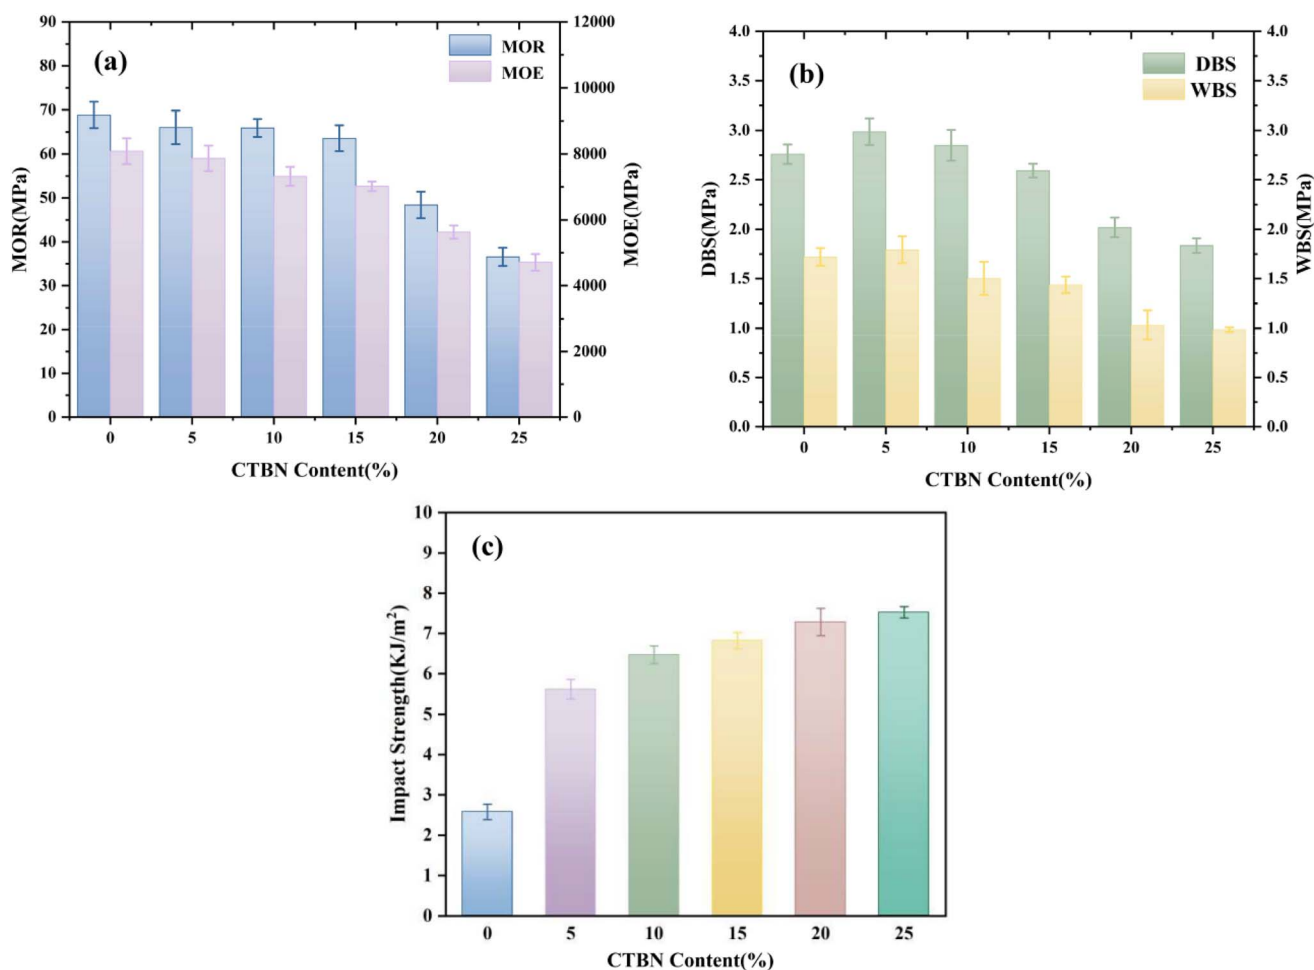 (a)
MOR
MOE
90
80
70
60
50
40
30
20
10
0
MOR(MPa)
12000
10000
8000
6000
4000
2000
0
MOE(MPa)
0 5 10 15 20 25
CTBN Content(%)
(b)
DBS
WBS
4.0
3.5
3.0
2.5
2.0
1.5
1.0
0.5
0.0
DBS(MPa)
4.0
3.5
3.0
2.5
2.0
1.5
1.0
0.5
0.0
WBS(MPa)
0 5 10 15 20 25
CTBN Content(%)
(c)
10
9
8
7
6
5
4
3
2
1
0
Impact Strength(KJ/m²)
0 5 10 15 20 25
CTBN Content(%)